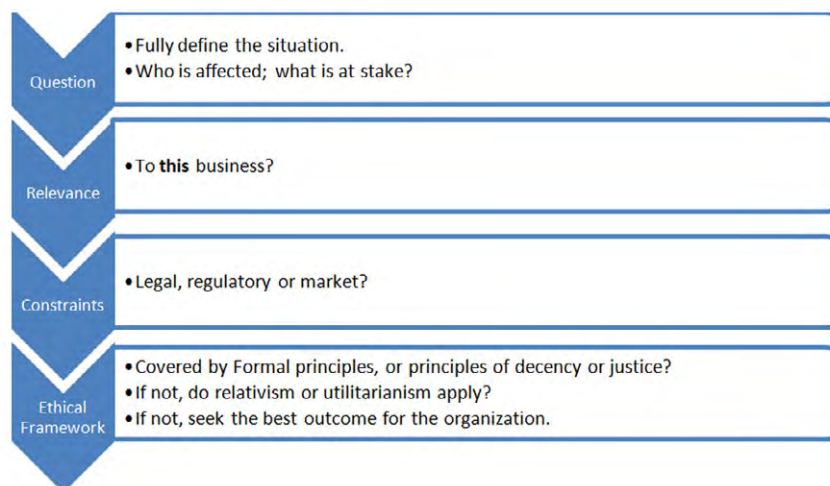 Question
•Fully define the situation.
•Who is affected; what is at stake?
Relevance
•To this business?
Constraints
•Legal, regulatory or market?
Ethical
Framework
•Covered by Formal principles, or principles of decency or justice?
•If not, do relativism or utilitarianism apply?
•If not, seek the best outcome for the organization.